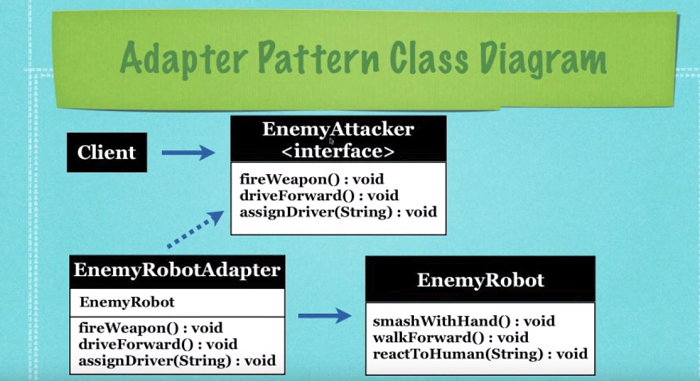 Adapter Pattern Class Diagram
Client
EnemyAttacker
<interface>
fireWeapon() : void
driveForward() : void
assignDriver(String) : void
EnemyRobotAdapter
EnemyRobot
fireWeapon() : void
driveForward() : void
assignDriver(String) : void
EnemyRobot
smashWithHand() : void
walkForward() : void
reactToHuman(String) : void